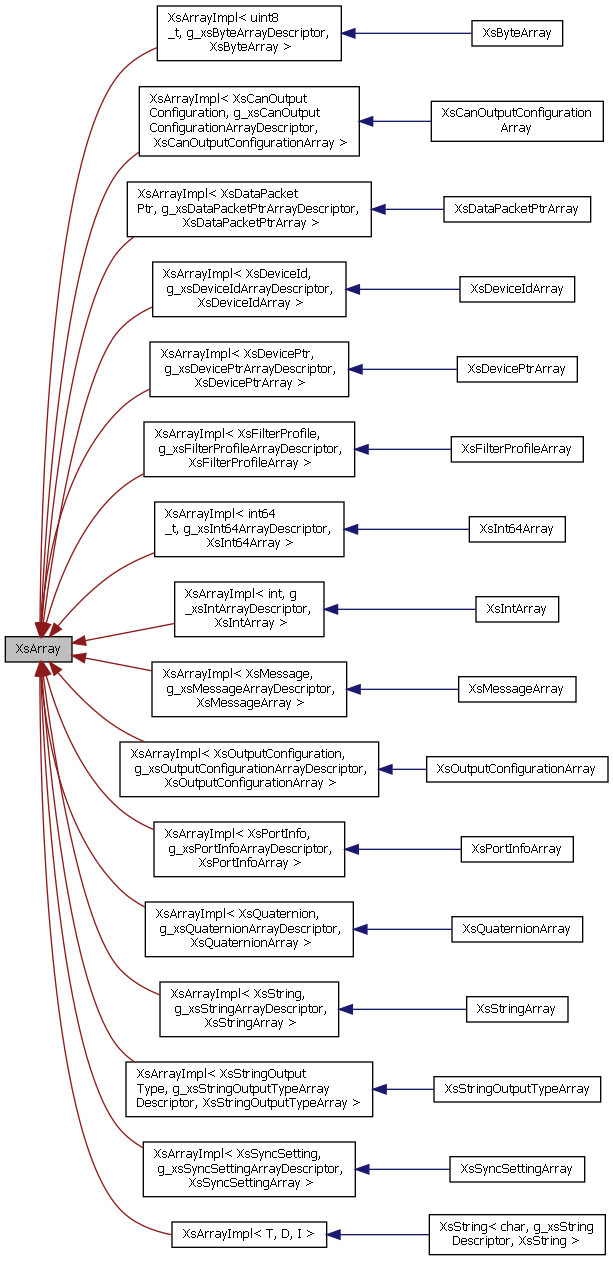 XsArrayImpl< uint8
_t, g_xsByteArrayDescriptor,
XsByteArray >
XsByteArray
XsArrayImpl< XsCanOutput
Configuration, g_xsCanOutput
ConfigurationArrayDescriptor,
XsCanOutputConfigurationArray >
XsCanOutputConfiguration
Array
XsArrayImpl< XsDataPacket
Ptr, g_xsDataPacketPtrArrayDescriptor,
XsDataPacketPtrArray >
XsDataPacketPtrArray
XsArrayImpl< XsDeviceId,
g_xsDeviceIdArrayDescriptor,
XsDeviceIdArray >
XsDeviceIdArray
XsArrayImpl< XsDevicePtr,
g_xsDevicePtrArrayDescriptor,
XsDevicePtrArray >
XsDevicePtrArray
XsArrayImpl< XsFilterProfile,
g_xsFilterProfileArrayDescriptor,
XsFilterProfileArray >
XsFilterProfileArray
XsArrayImpl< int64
_t, g_xsInt64ArrayDescriptor,
XsInt64Array >
XsInt64Array
XsArrayImpl< int, g
_xsIntArrayDescriptor,
XsIntArray >
XsIntArray
XsArray
XsArrayImpl< XsMessage,
g_xsMessageArrayDescriptor,
XsMessageArray >
XsMessageArray
XsArrayImpl< XsOutputConfiguration,
g_xsOutputConfigurationArrayDescriptor,
XsOutputConfigurationArray >
XsOutputConfigurationArray
XsArrayImpl< XsPortInfo,
g_xsPortInfoArrayDescriptor,
XsPortInfoArray >
XsPortInfoArray
XsArrayImpl< XsQuaternion,
g_xsQuaternionArrayDescriptor,
XsQuaternionArray >
XsQuaternionArray
XsArrayImpl< XsString,
g_xsStringArrayDescriptor,
XsStringArray >
XsStringArray
XsArrayImpl< XsStringOutput
Type, g_xsStringOutputTypeArray
Descriptor, XsStringOutputTypeArray >
XsStringOutputTypeArray
XsArrayImpl< XsSyncSetting,
g_xsSyncSettingArrayDescriptor,
XsSyncSettingArray >
XsSyncSettingArray
XsArrayImpl< T, D, I >
XsString< char, g_xsString
Descriptor, XsString >